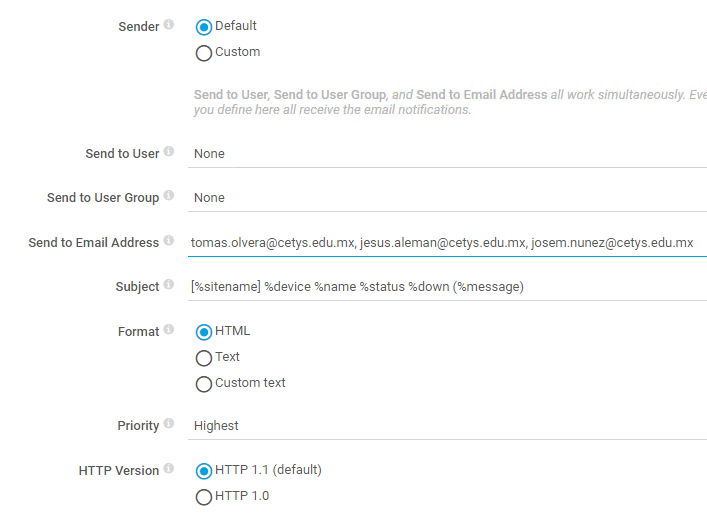 Sender
Default
Custom
Send to User, Send to User Group, and Send to Email Address all work simultaneously.
you define here all receive the email notifications.
Send to User
None
Send to User Group
None
Send to Email Address
tomas.olvera@cetys.edu.mx, jesus.aleman@cetys.edu.mx, josem.nunez@cetys.edu.mx
Subject
[%sitename] %device %name %status %down (%message)
Format
HTML
Text
Custom text
Priority
Highest
HTTP Version
HTTP 1.1 (default)
HTTP 1.0